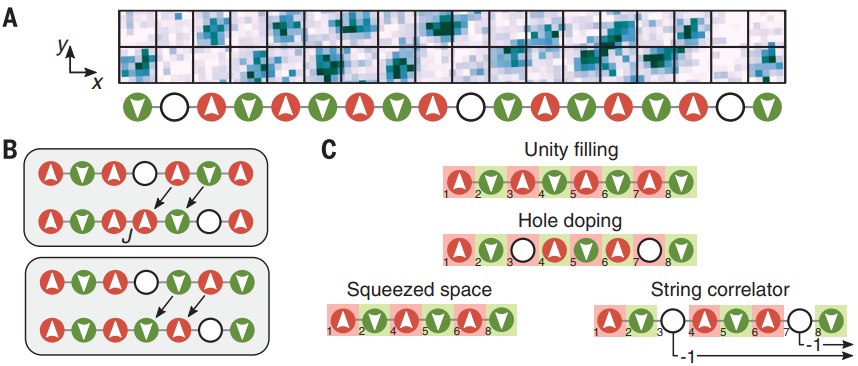 A
y
x
B
J
C
Unity filling
1 2 3 4 5 6 7 8
Hole doping
1 2 3 4 5 6 7 8
Squeezed space
1 2 4 5 6 8
String correlator
1 2 3 4 5 6 7 8
-1
-1